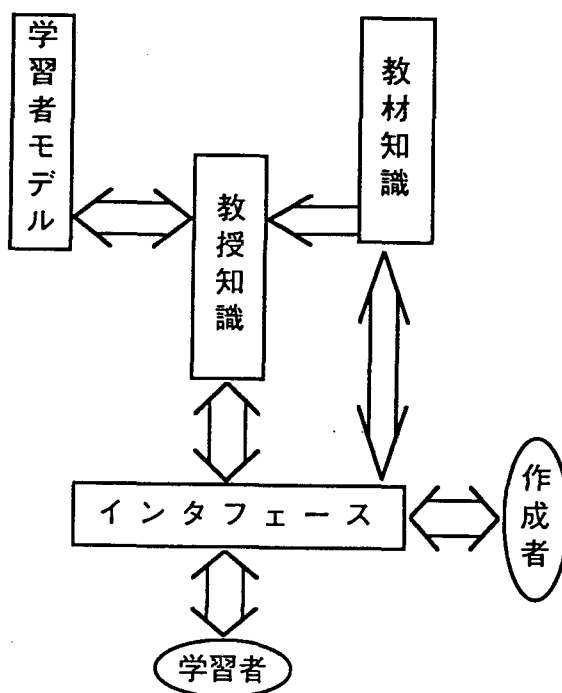 学習者モデル
教材知識
教授知識
インタフェース
作成者
学習者